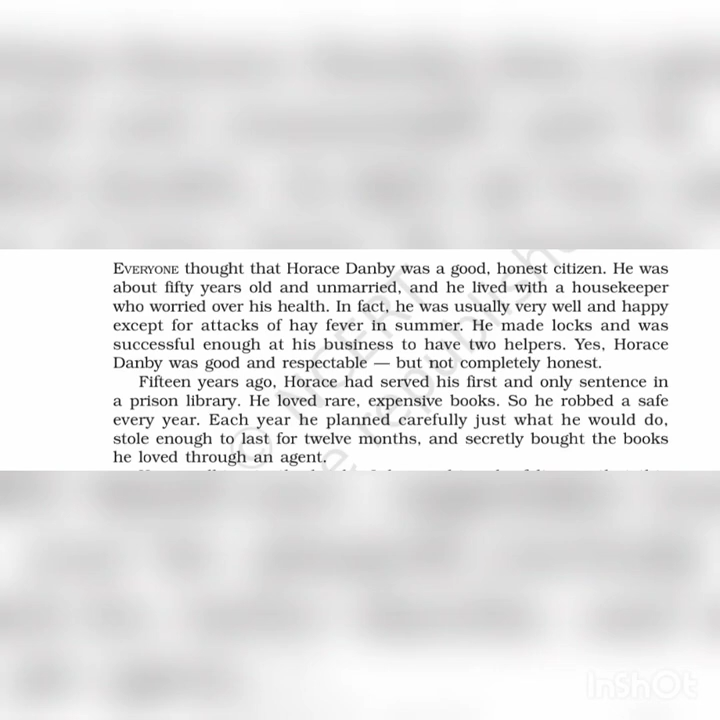 EVERYONE thought that Horace Danby was a good, honest citizen. He was
about fifty years old and unmarried, and he lived with a housekeeper
who worried over his health. In fact, he was usually very well and happy
except for attacks of hay fever in summer. He made locks and was
successful enough at his business to have two helpers. Yes, Horace
Danby was good and respectable — but not completely honest.
Fifteen years ago, Horace had served his first and only sentence in
a prison library. He loved rare, expensive books. So he robbed a safe
every year. Each year he planned carefully just what he would do,
stole enough to last for twelve months, and secretly bought the books
he loved through an agent.
InShOt